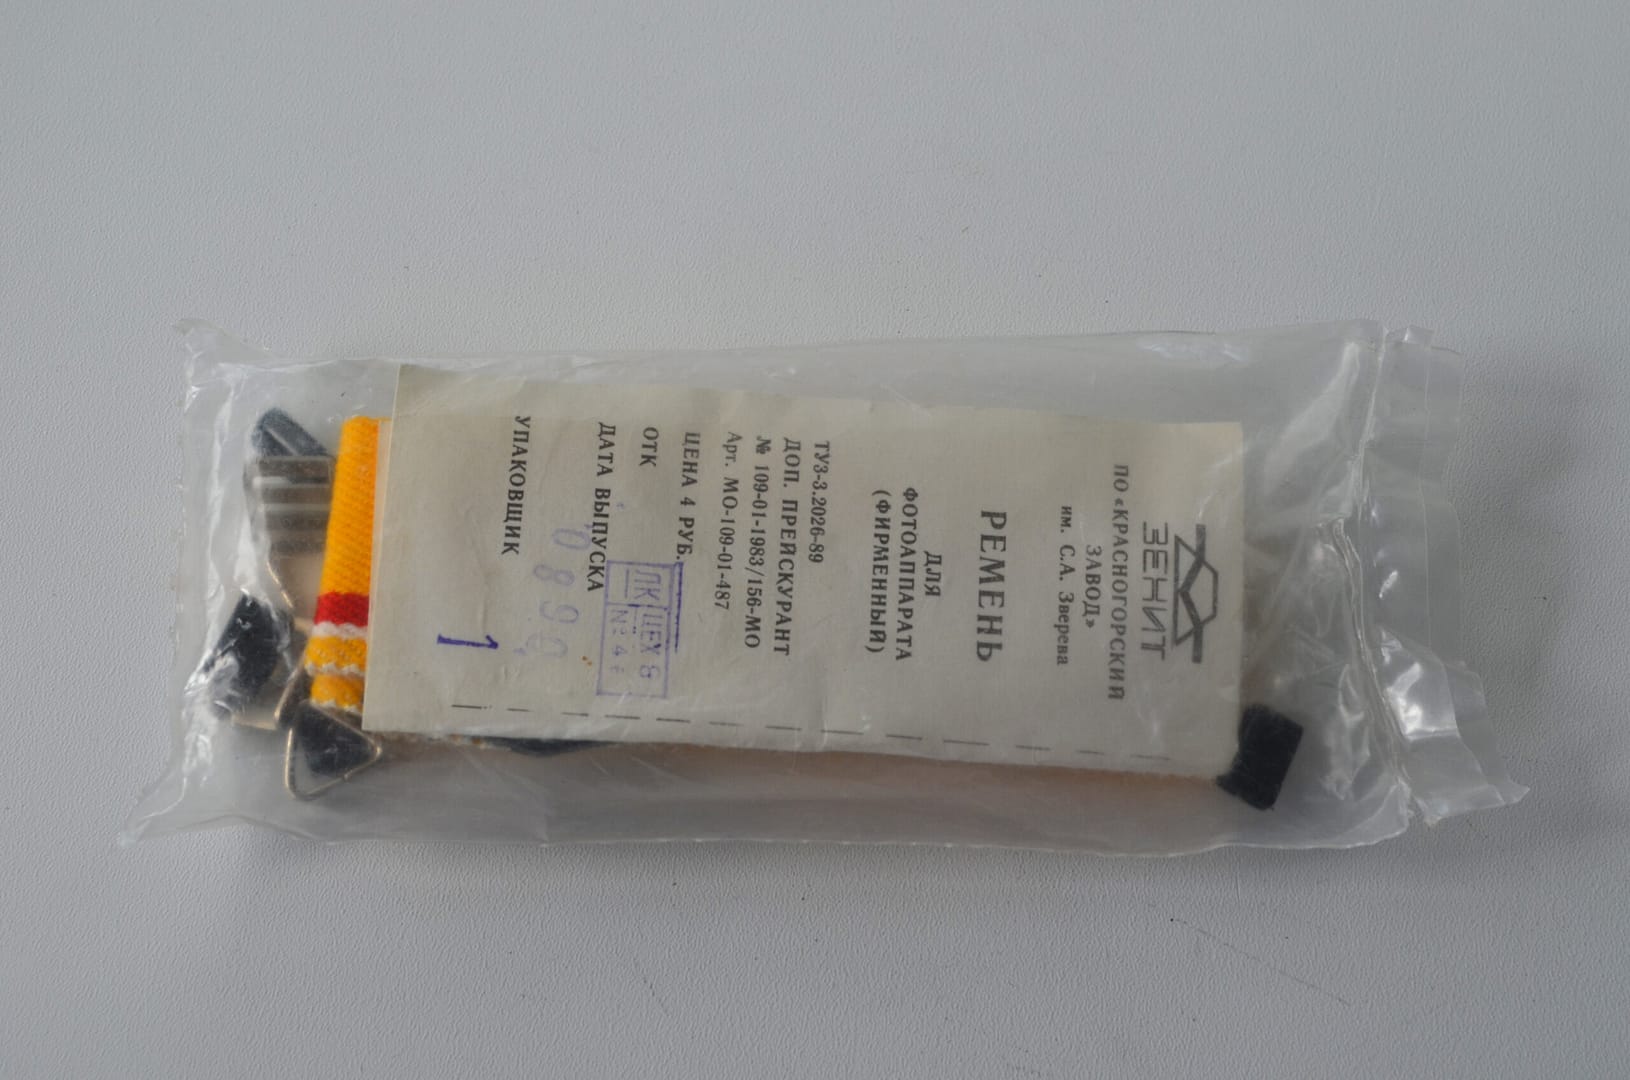 ЗЕНИТ
ПО «КРАСНОГОРСКИЙ
ЗАВОД»
им. С.А. Зверева
РЕМЕНЬ
ДЛЯ
ФОТОАППАРАТА
(ФИРМЕННЫЙ)
ТУ3-3.2026-89
ДОП. ПРЕЙСКУРАНТ
№ 109-01-1983/156-МО
Арт. МО-109-01-487
ЦЕНА 4 РУБ.
ОТК
ЦЕХ 8
ЛК № 4
ДАТА ВЫПУСКА
0890
УПАКОВЩИК
1